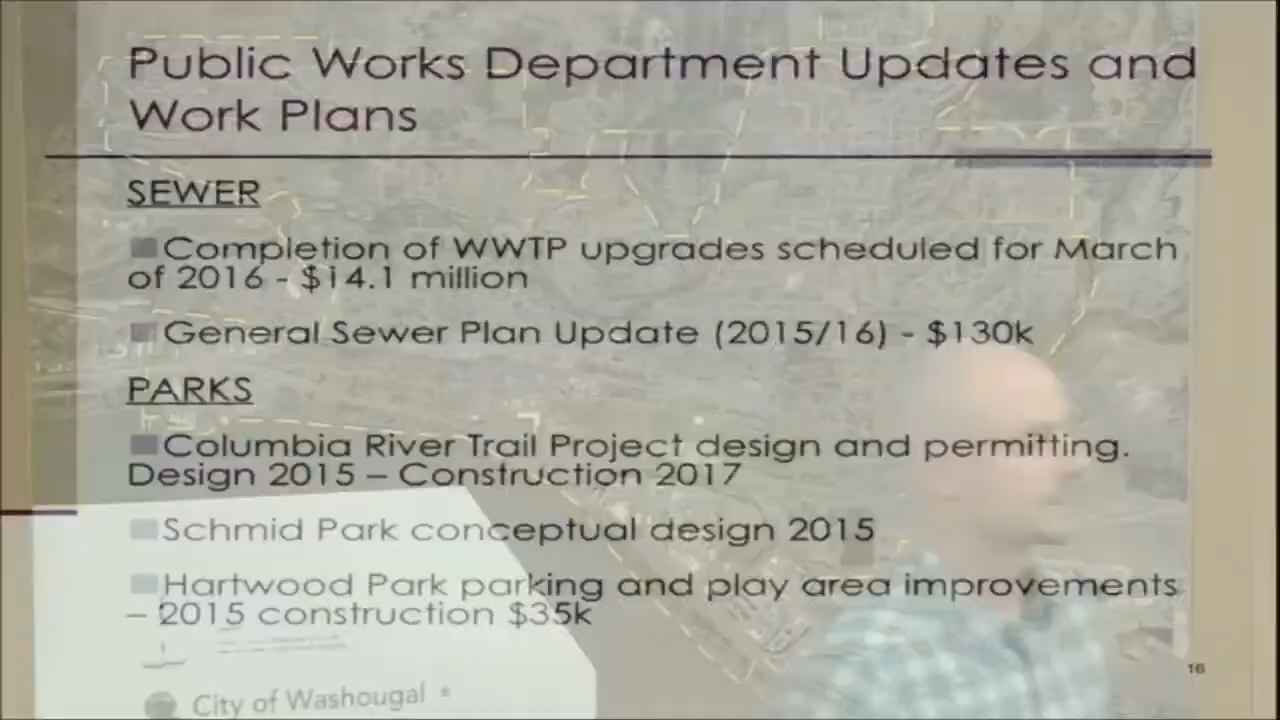 Public Works Department Updates and
Work Plans
SEWER
Completion of WWTP upgrades scheduled for March
of 2016 - $14.1 million
General Sewer Plan Update (2015/16) - $130k
PARKS
Columbia River Trail Project design and permitting.
Design 2015 – Construction 2017
Schmid Park conceptual design 2015
Hartwood Park parking and play area improvements
– 2015 construction $35k
16
City of Washougal *